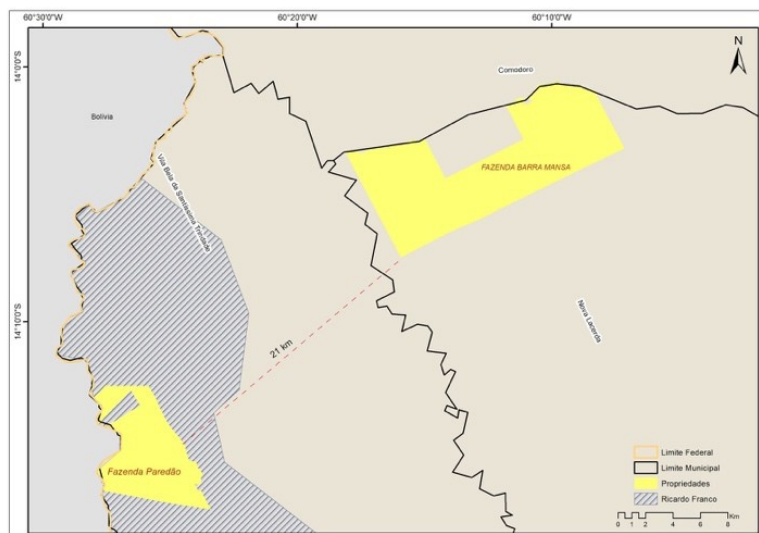 60°30'0"W 60°20'0"W 60°10'0"W
14°0'0"S
N
Comodoro
Bolívia
Vila Bela da Santíssima Trindade
FAZENDA BARRA MANSA
14°10'0"S
Nova Lacerda
21 km
Fazenda Paredão
Limite Federal
Limite Municipal
Propriedades
Ricardo Franco
Km
0 1 2 4 6 8